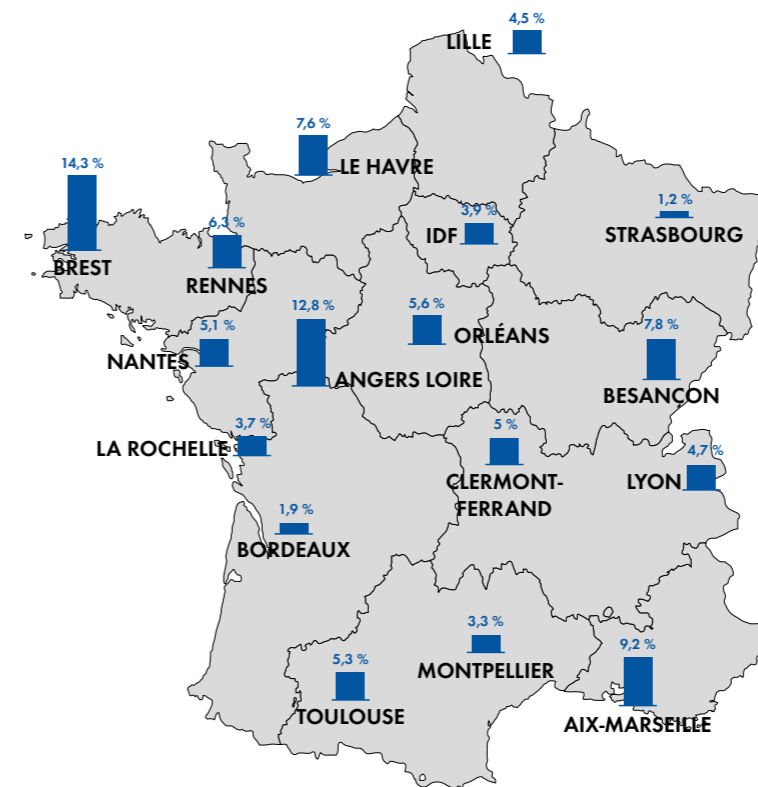 4,5 %
LILLE
7,6 %
LE HAVRE
14,3 %
BREST
6,3 %
RENNES
3,9 %
IDF
1,2 %
STRASBOURG
12,8 %
ANGERS LOIRE
5,6 %
ORLÉANS
5,1 %
NANTES
7,8 %
BESANÇON
3,7 %
LA ROCHELLE
5 %
CLERMONT-
FERRAND
4,7 %
LYON
1,9 %
BORDEAUX
3,3 %
MONTPELLIER
5,3 %
TOULOUSE
9,2 %
AIX-MARSEILLE